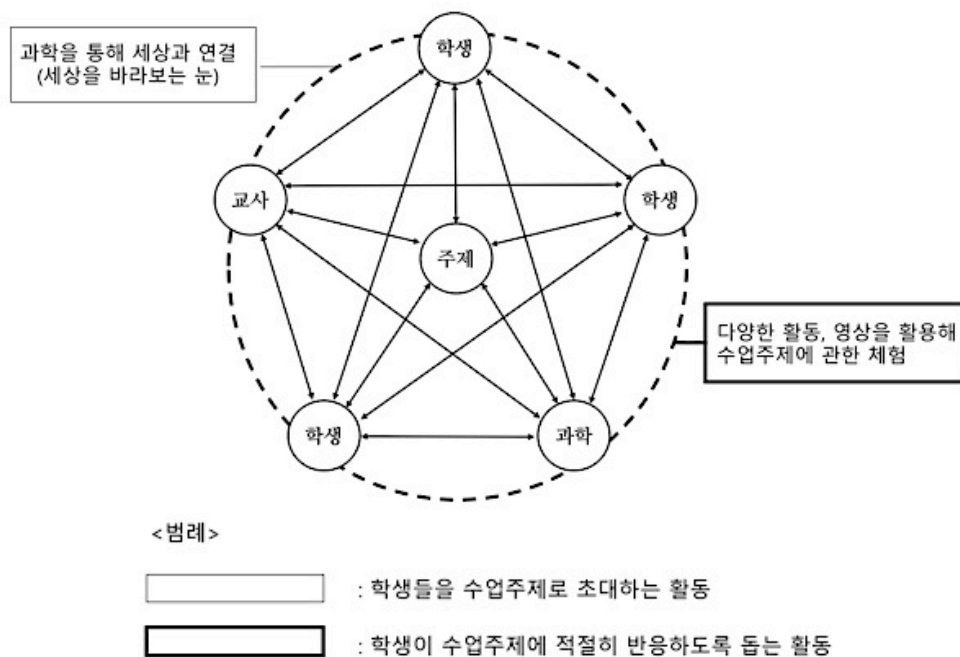 과학을 통해 세상과 연결
(세상을 바라보는 눈)
학생
교사
학생
주제
다양한 활동, 영상을 활용해
수업주제에 관한 체험
학생
과학
<범례>
: 학생들을 수업주제로 초대하는 활동
: 학생이 수업주제에 적절히 반응하도록 돕는 활동